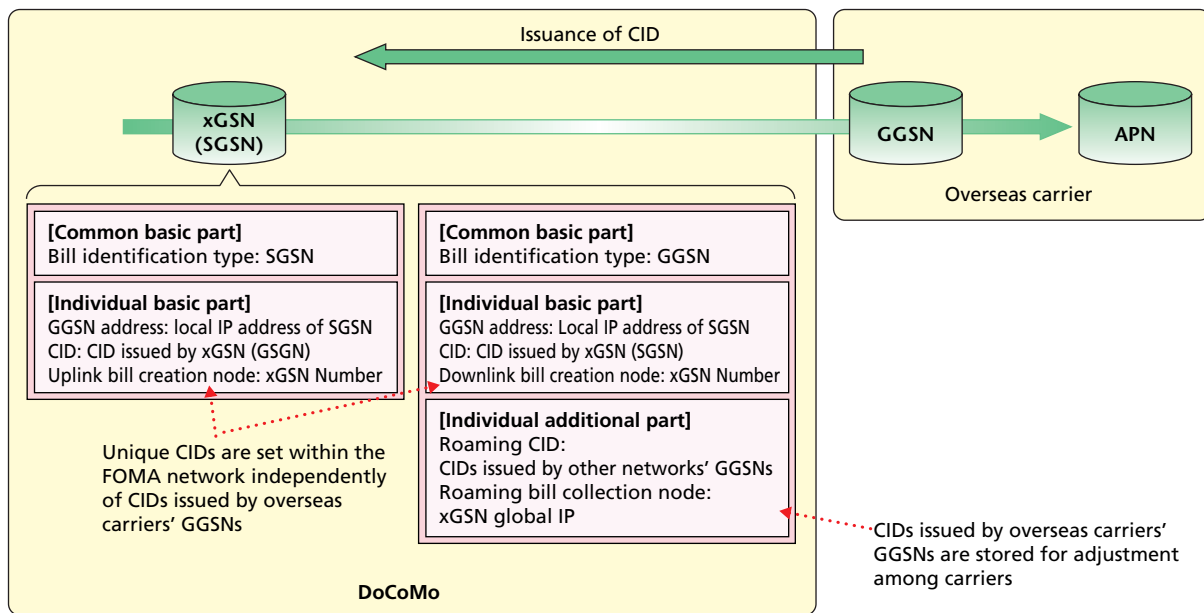 Issuance of CID
xGSN
(SGSN)
GGSN
APN
Overseas carrier
[Common basic part]
Bill identification type: SGSN
[Individual basic part]
GGSN address: local IP address of SGSN
CID: CID issued by xGSN (GSGN)
Uplink bill creation node: xGSN Number
[Common basic part]
Bill identification type: GGSN
[Individual basic part]
GGSN address: Local IP address of SGSN
CID: CID issued by xGSN (SGSN)
Downlink bill creation node: xGSN Number
[Individual additional part]
Roaming CID:
CIDs issued by other networks’ GGSNs
Roaming bill collection node:
xGSN global IP
Unique CIDs are set within the
FOMA network independently
of CIDs issued by overseas
carriers’ GGSNs
CIDs issued by overseas carriers’
GGSNs are stored for adjustment
among carriers
DoCoMo